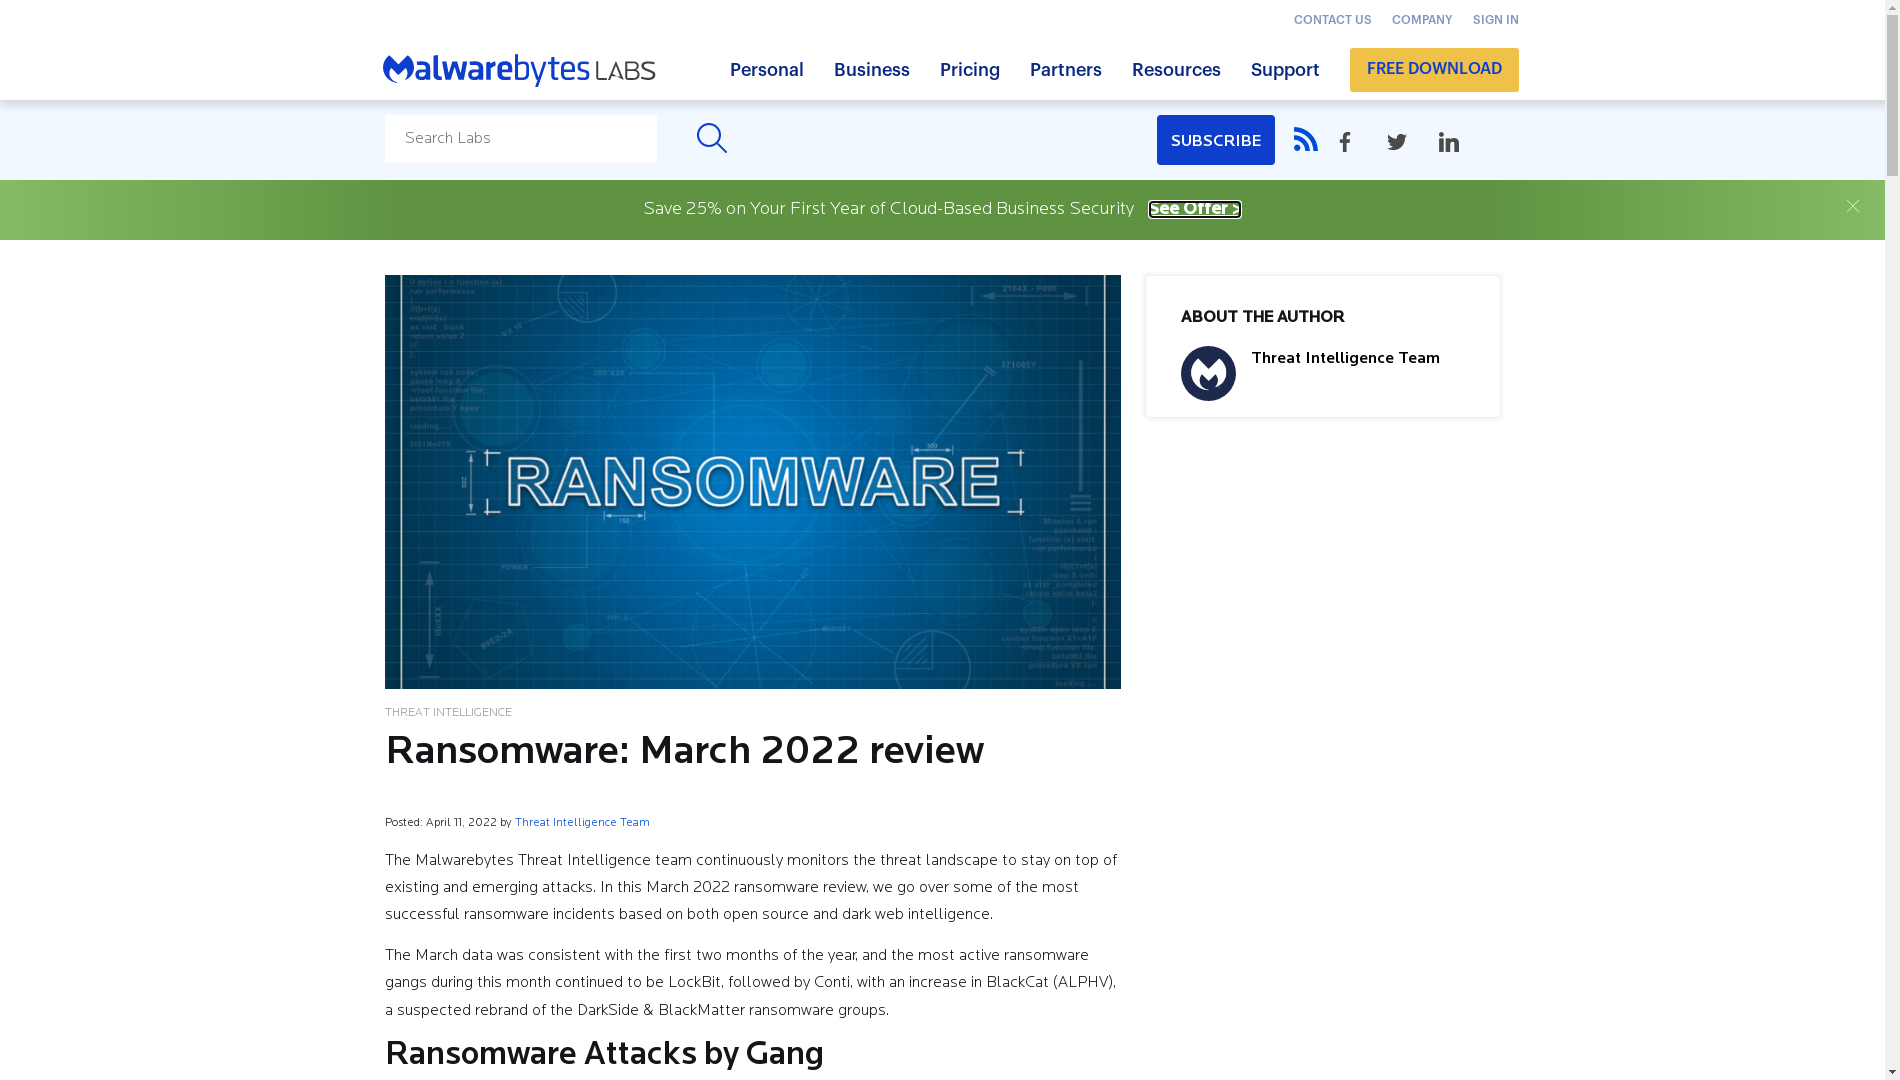 CONTACT US COMPANY SIGN IN
Malwarebytes LABS Personal Business Pricing Partners Resources Support FREE DOWNLOAD
Search Labs SUBSCRIBE
Save 25% on Your First Year of Cloud-Based Business Security See Offer >
2104X - F090
371005Y
100
RANSOMWARE
200
150
POWER
ABOUT THE AUTHOR
Threat Intelligence Team
THREAT INTELLIGENCE
Ransomware: March 2022 review
Posted: April 11, 2022 by Threat Intelligence Team
The Malwarebytes Threat Intelligence team continuously monitors the threat landscape to stay on top of
existing and emerging attacks. In this March 2022 ransomware review, we go over some of the most
successful ransomware incidents based on both open source and dark web intelligence.
The March data was consistent with the first two months of the year, and the most active ransomware
gangs during this month continued to be LockBit, followed by Conti, with an increase in BlackCat (ALPHV),
a suspected rebrand of the DarkSide & BlackMatter ransomware groups.
Ransomware Attacks by Gang